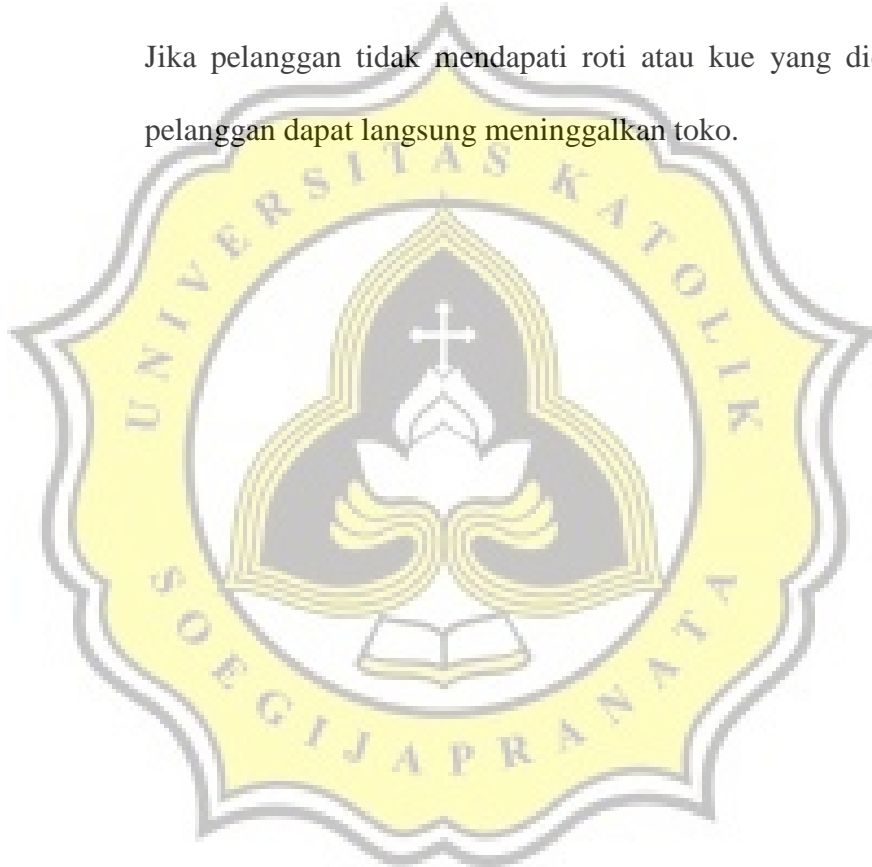 Jika pelanggan tidak mendapati roti atau kue yang
pelanggan dapat langsung meninggalkan toko.
UNIVERSITAS KATOLIK
SOEGIJAPRANATA